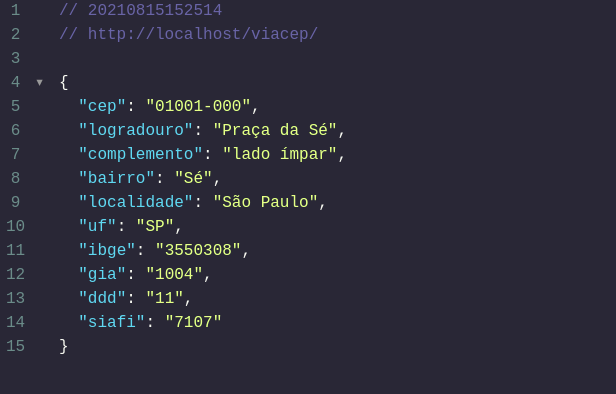 1 // 20210815152514
2 // http://localhost/viacep/
3
4 ▼ {
5 "cep": "01001-000",
6 "logradouro": "Praça da Sé",
7 "complemento": "lado ímpar",
8 "bairro": "Sé",
9 "localidade": "São Paulo",
10 "uf": "SP",
11 "ibge": "3550308",
12 "gia": "1004",
13 "ddd": "11",
14 "siafi": "7107"
15 }